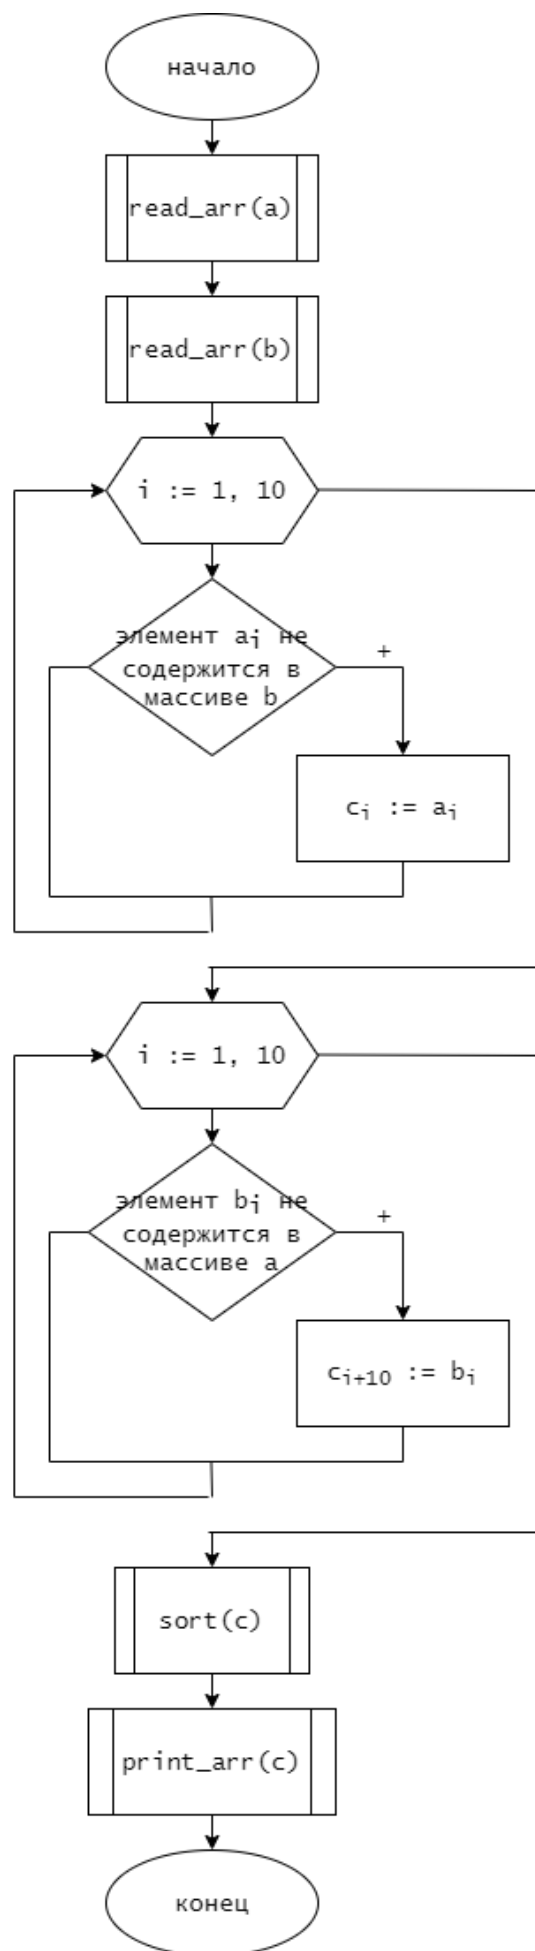 начало
read_arr(a)
read_arr(b)
i := 1, 10
элемент aᵢ не
содержится в
массиве b
+
cᵢ := aᵢ
i := 1, 10
элемент bᵢ не
содержится в
массиве a
+
cᵢ₊₁₀ := bᵢ
sort(c)
print_arr(c)
конец